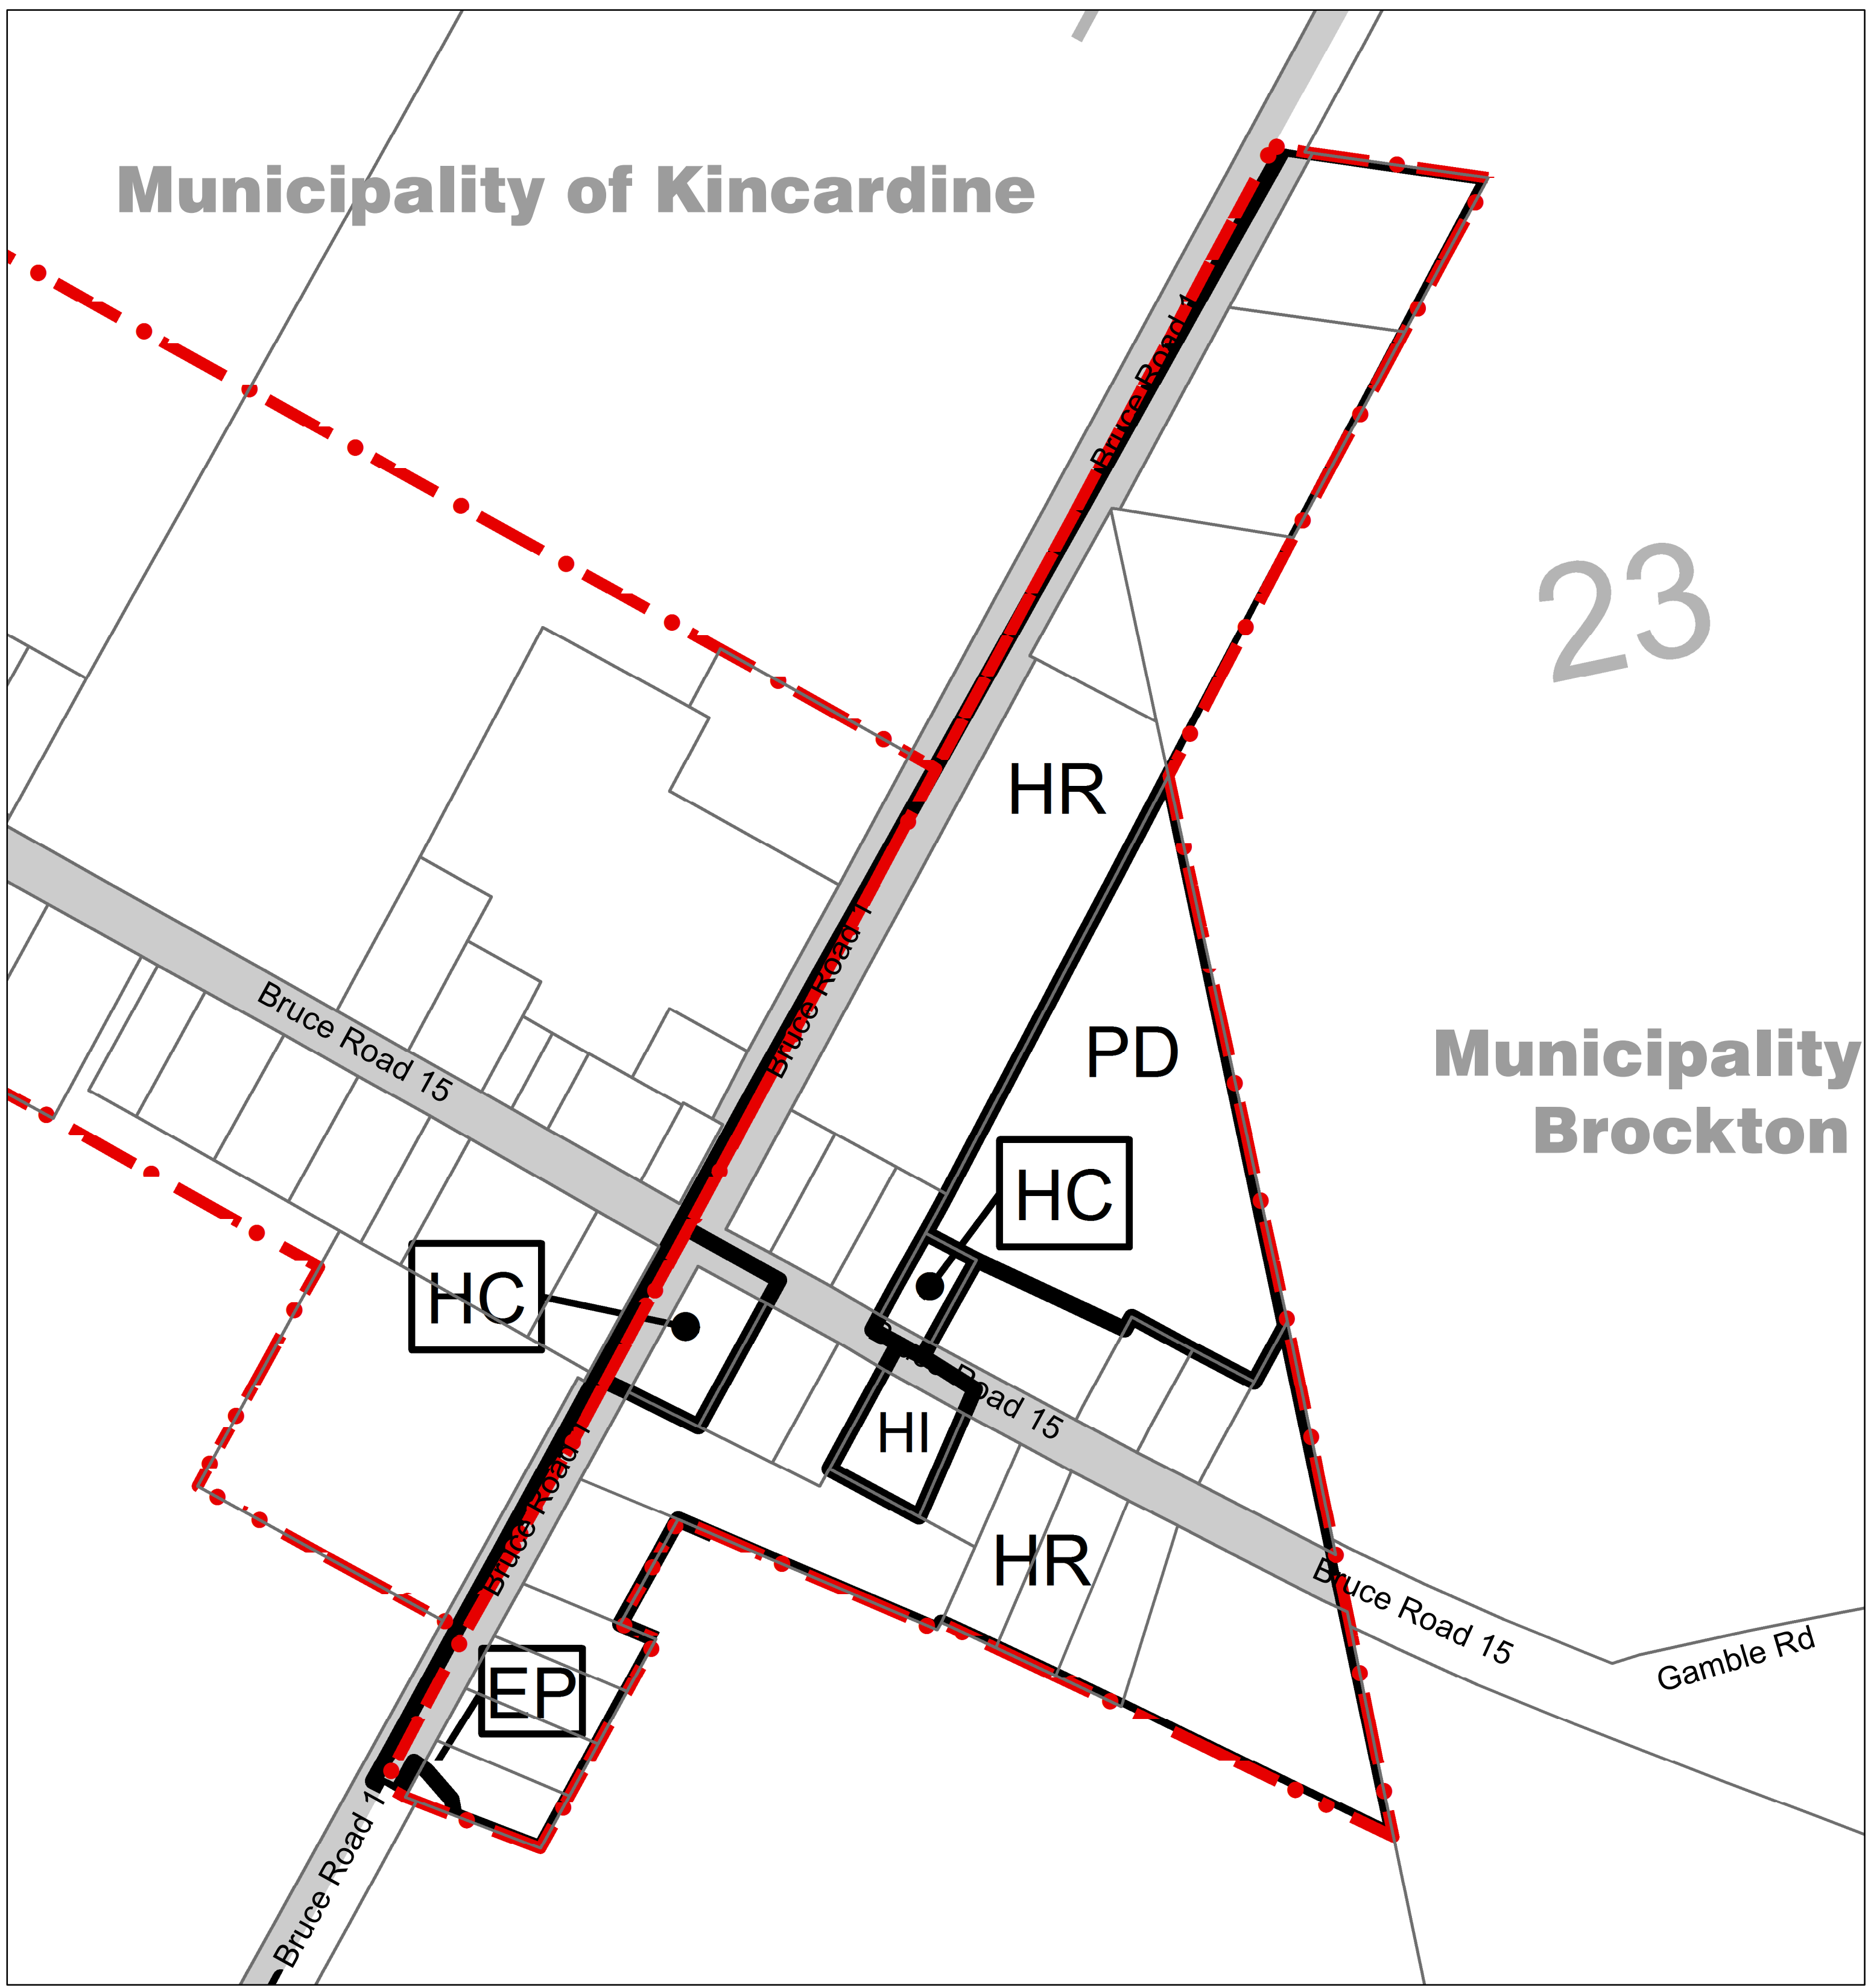 Municipality of Kincardine
Bruce Road 1
23
HR
Bruce Road 1
Bruce Road 15
PD
Municipality
Brockton
HC
HC
Bruce Road 15
HI
Bruce Road 1
HR
Bruce Road 15
Gamble Rd
EP
Bruce Road 1